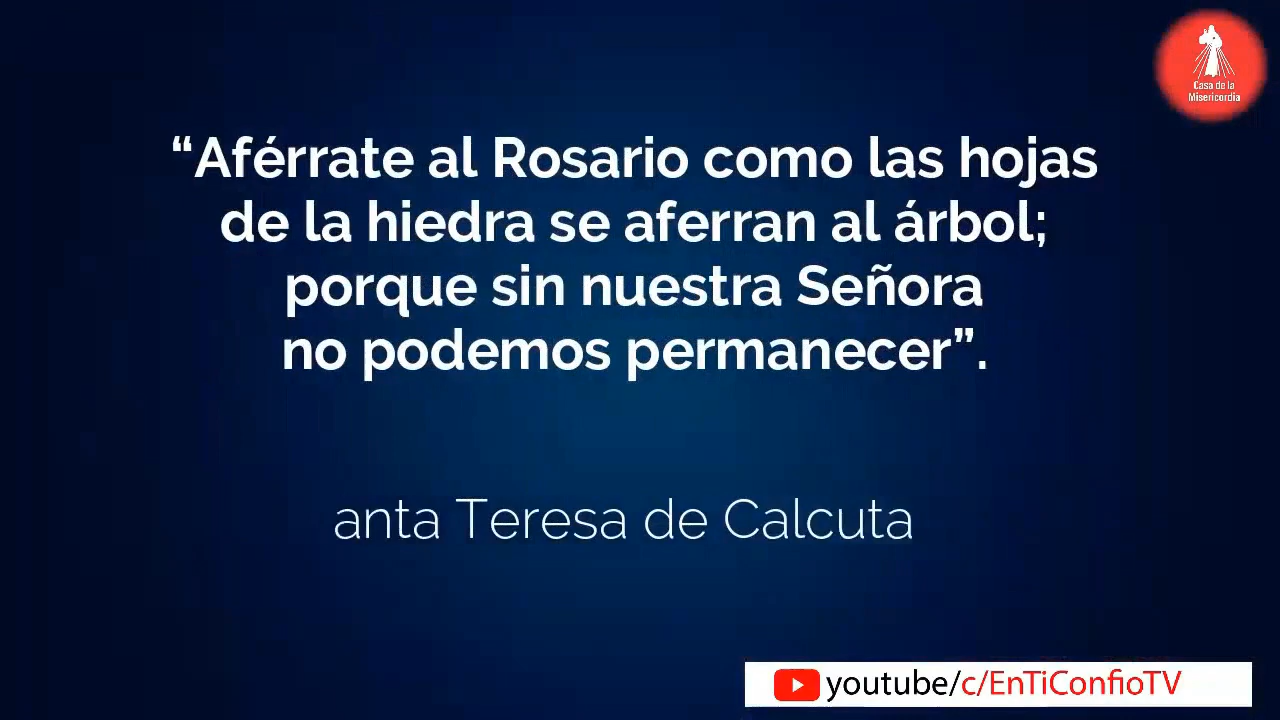 Casa de la
Misericordia
“Aférrate al Rosario como las hojas
de la hiedra se aferran al árbol;
porque sin nuestra Señora
no podemos permanecer”.
anta Teresa de Calcuta
youtube/c/EnTiConfioTV